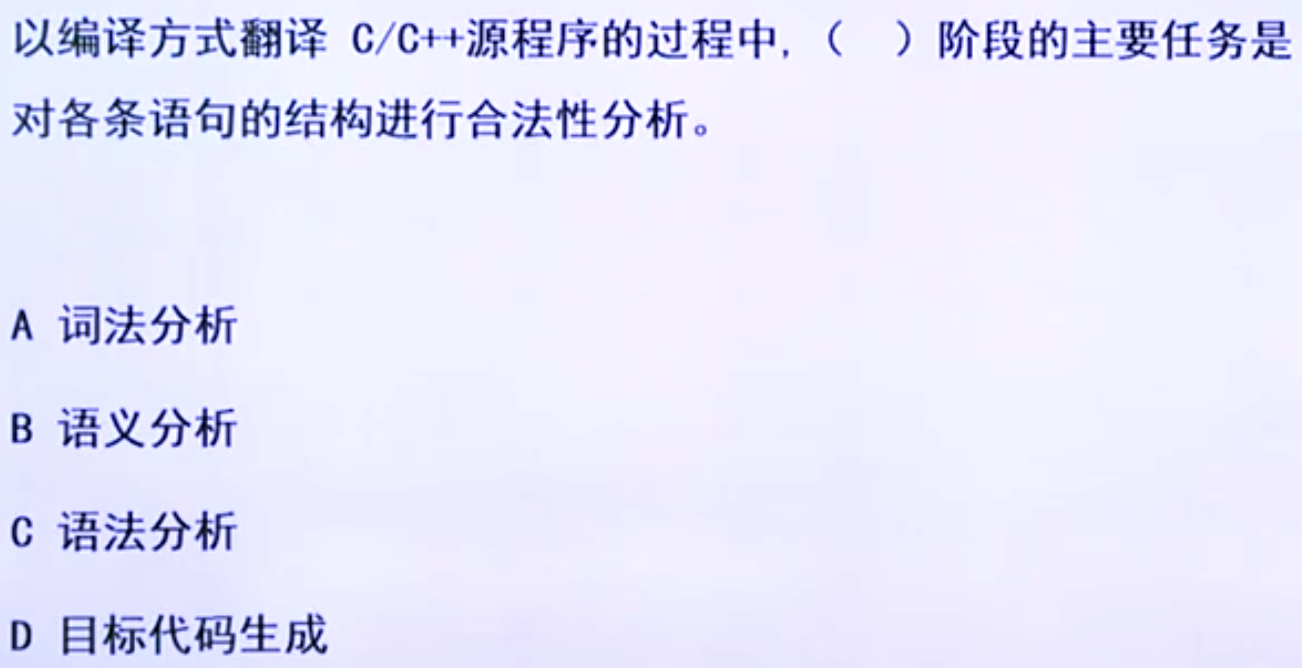 以编译方式翻译 C/C++源程序的过程中,（ ）阶段的主要任务是
对各条语句的结构进行合法性分析。
A 词法分析
B 语义分析
C 语法分析
D 目标代码生成